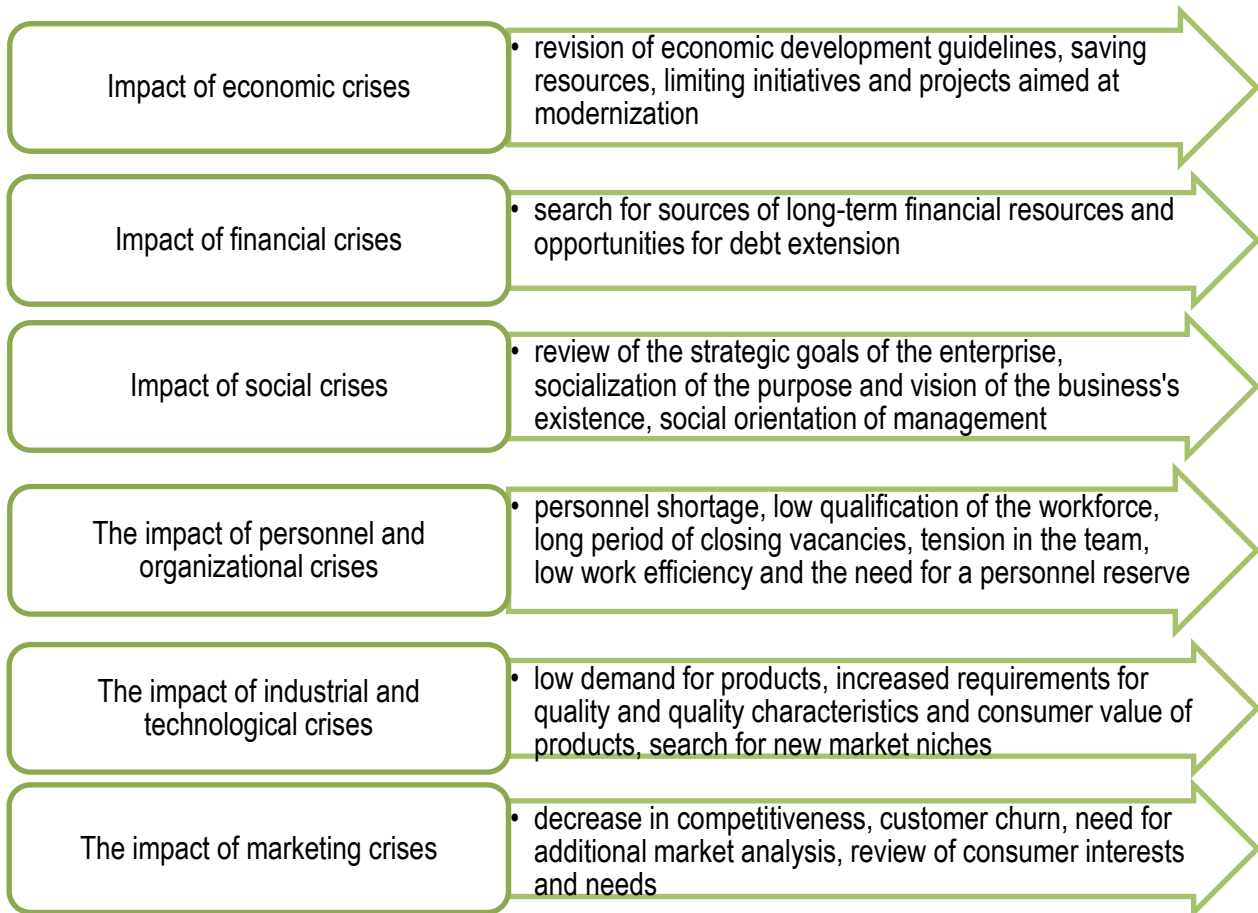 Impact of economic crises
• revision of economic development guidelines, saving
resources, limiting initiatives and projects aimed at
modernization
Impact of financial crises
• search for sources of long-term financial resources and
opportunities for debt extension
Impact of social crises
• review of the strategic goals of the enterprise,
socialization of the purpose and vision of the business's
existence, social orientation of management
The impact of personnel and
organizational crises
• personnel shortage, low qualification of the workforce,
long period of closing vacancies, tension in the team,
low work efficiency and the need for a personnel reserve
The impact of industrial and
technological crises
• low demand for products, increased requirements for
quality and quality characteristics and consumer value of
products, search for new market niches
The impact of marketing crises
• decrease in competitiveness, customer churn, need for
additional market analysis, review of consumer interests
and needs